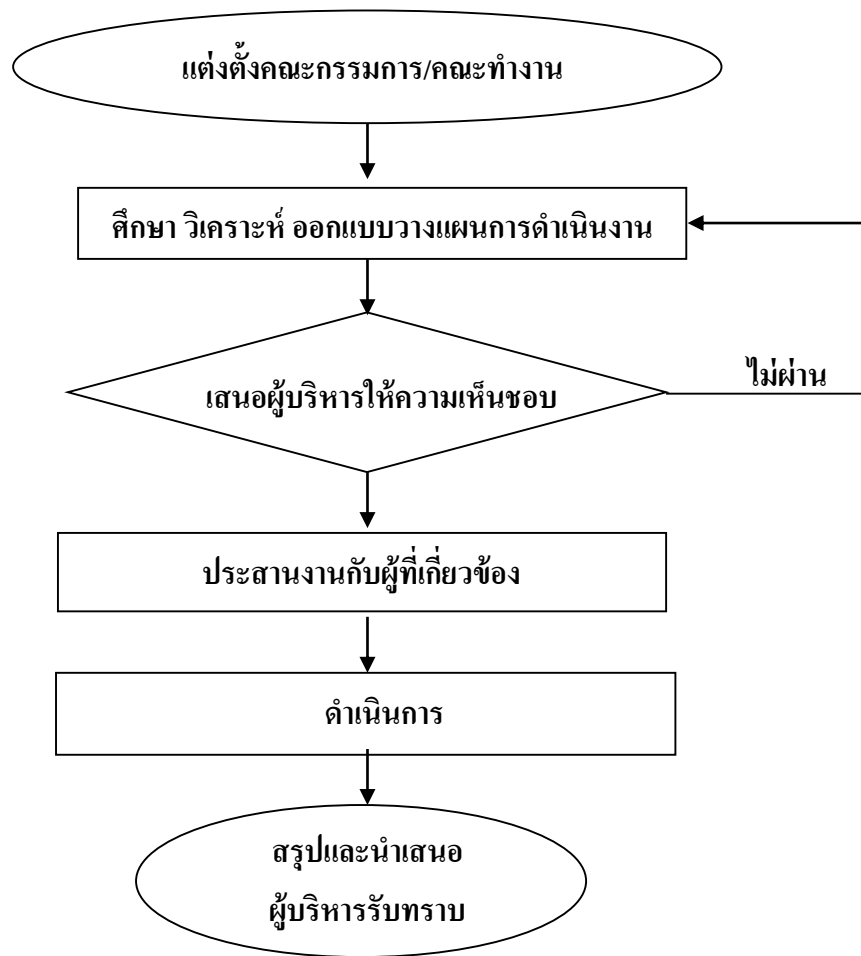 แต่งตั้งคณะกรรมการ/คณะทำงาน
ศึกษา วิเคราะห์ ออกแบบวางแผนการดำเนินงาน
เสนอผู้บริหารให้ความเห็นชอบ
ไม่ผ่าน
ประสานงานกับผู้ที่เกี่ยวข้อง
ดำเนินการ
สรุปและนำเสนอ
ผู้บริหารรับทราบ